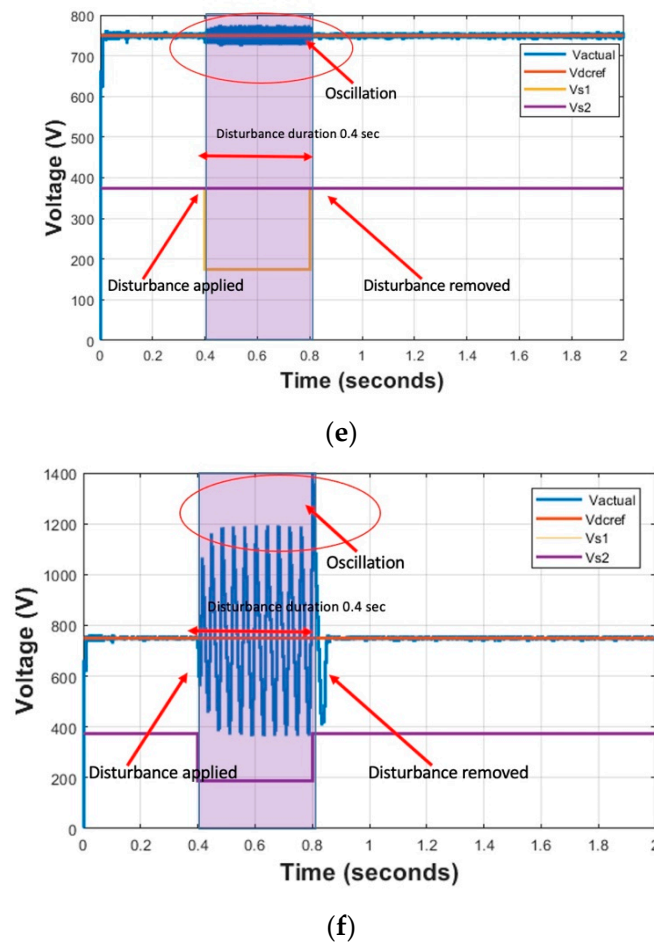 800
700
600
500
400
300
200
100
0
Voltage (V)
Vactual
Vdcref
Vs1
Vs2
Oscillation
Disturbance duration 0.4 sec
Disturbance applied
Disturbance removed
0 0.2 0.4 0.6 0.8 1 1.2 1.4 1.6 1.8 2
Time (seconds)
(e)
1400
1200
1000
800
600
400
200
0
Voltage (V)
Vactual
Vdcref
Vs1
Vs2
Oscillation
Disturbance duration 0.4 sec
Disturbance applied
Disturbance removed
0 0.2 0.4 0.6 0.8 1 1.2 1.4 1.6 1.8 2
Time (seconds)
(f)